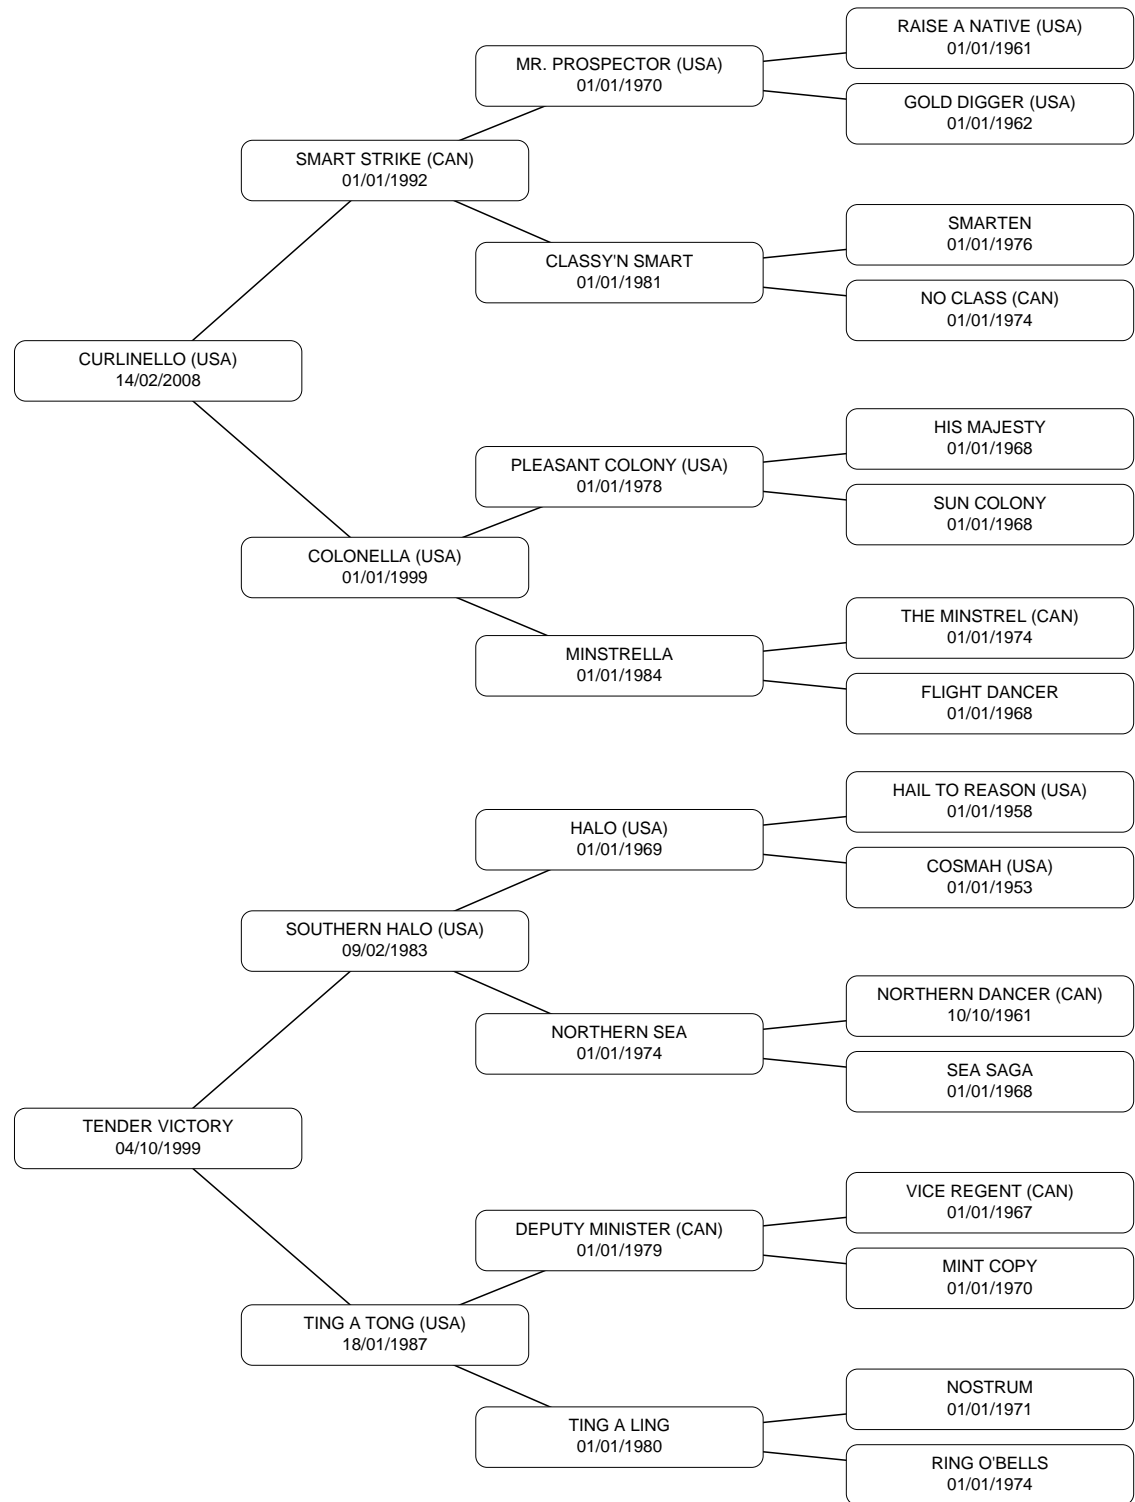 RAISE A NATIVE (USA)
01/01/1961
MR. PROSPECTOR (USA)
01/01/1970
GOLD DIGGER (USA)
01/01/1962
SMART STRIKE (CAN)
01/01/1992
SMARTEN
01/01/1976
CLASSY'N SMART
01/01/1981
NO CLASS (CAN)
01/01/1974
CURLINELLO (USA)
14/02/2008
HIS MAJESTY
01/01/1968
PLEASANT COLONY (USA)
01/01/1978
SUN COLONY
01/01/1968
COLONELLA (USA)
01/01/1999
THE MINSTREL (CAN)
01/01/1974
MINSTRELLA
01/01/1984
FLIGHT DANCER
01/01/1968
HAIL TO REASON (USA)
01/01/1958
HALO (USA)
01/01/1969
COSMAH (USA)
01/01/1953
SOUTHERN HALO (USA)
09/02/1983
NORTHERN DANCER (CAN)
10/10/1961
NORTHERN SEA
01/01/1974
SEA SAGA
01/01/1968
TENDER VICTORY
04/10/1999
VICE REGENT (CAN)
01/01/1967
DEPUTY MINISTER (CAN)
01/01/1979
MINT COPY
01/01/1970
TING A TONG (USA)
18/01/1987
NOSTRUM
01/01/1971
TING A LING
01/01/1980
RING O'BELLS
01/01/1974